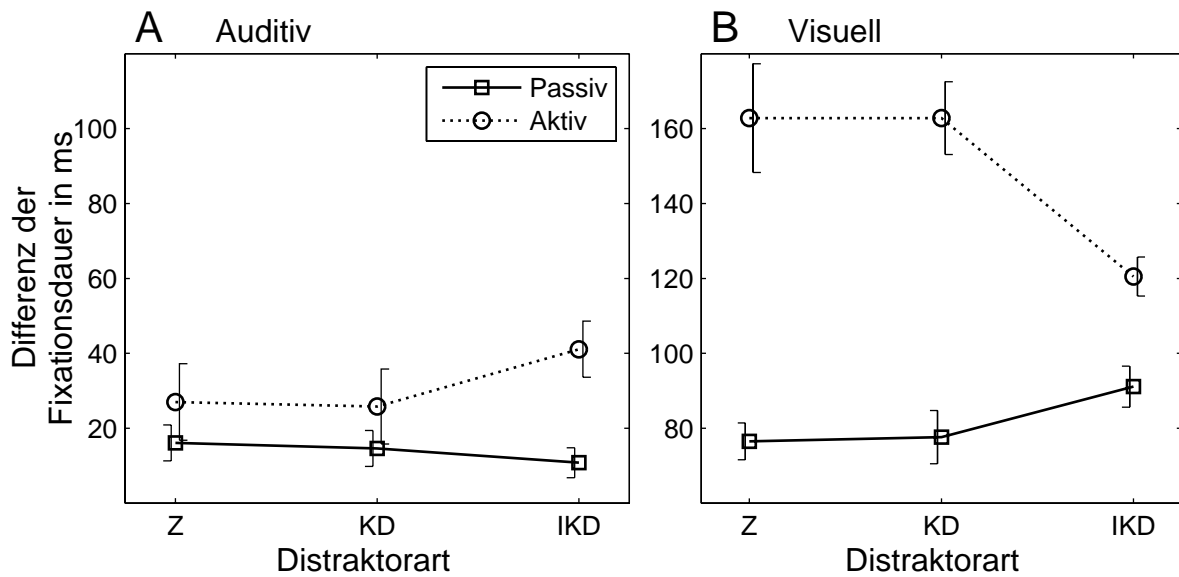 A Auditiv
B Visuell
Passiv
Aktiv
Differenz der
Fixationsdauer in ms
100
80
60
40
20
160
140
120
100
80
Z KD IKD
Distraktorart
Z KD IKD
Distraktorart